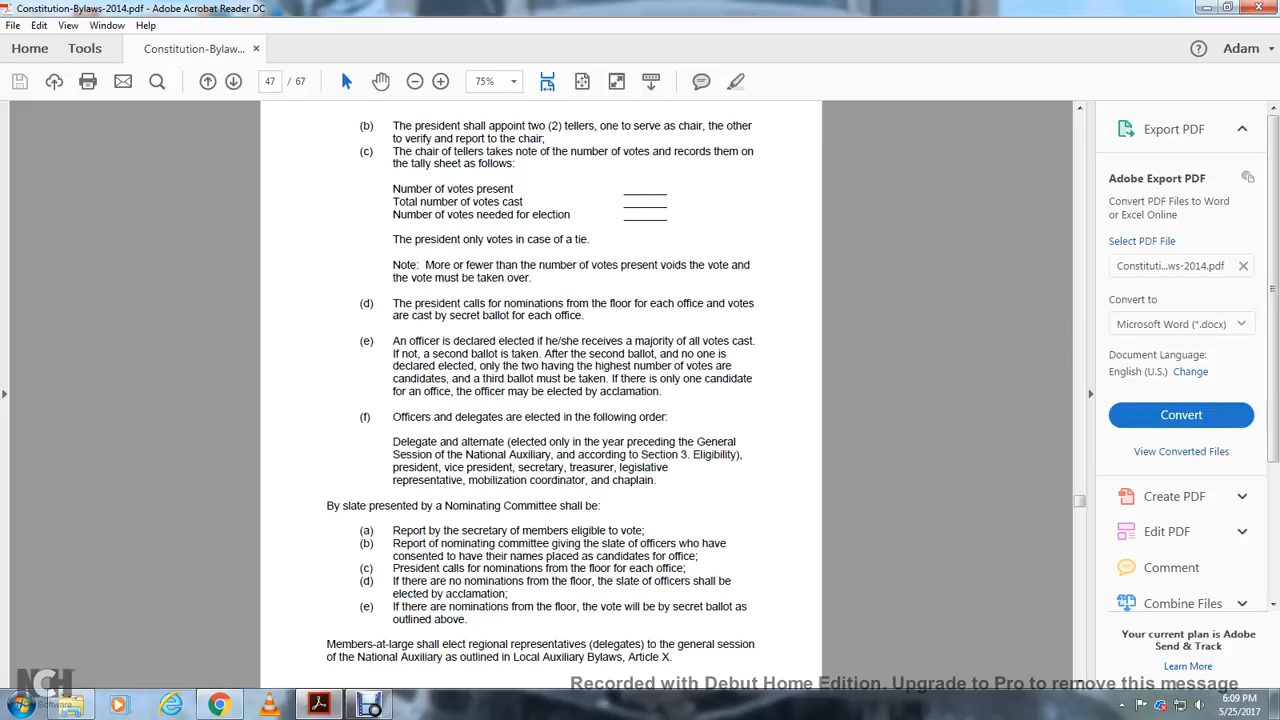 Constitution-Bylaws-2014.pdf - Adobe Acrobat Reader DC
File Edit View Window Help
Home Tools Constitution-Bylaw... × Adam
47 / 67 75%
(b) The president shall appoint two (2) tellers, one to serve as chair, the other
to verify and report to the chair;
(c) The chair of tellers takes note of the number of votes and records them on
the tally sheet as follows:
Number of votes present
Total number of votes cast
Number of votes needed for election
The president only votes in case of a tie.
Note: More or fewer than the number of votes present voids the vote and
the vote must be taken over.
(d) The president calls for nominations from the floor for each office and votes
are cast by secret ballot for each office.
(e) An officer is declared elected if he/she receives a majority of all votes cast.
If not, a second ballot is taken. After the second ballot, and no one is
declared elected, only the two having the highest number of votes are
candidates, and a third ballot must be taken. If there is only one candidate
for an office, the officer may be elected by acclamation.
(f) Officers and delegates are elected in the following order:
Delegate and alternate (elected only in the year preceding the General
Session of the National Auxiliary, and according to Section 3. Eligibility),
president, vice president, secretary, treasurer, legislative
representative, mobilization coordinator, and chaplain.
By slate presented by a Nominating Committee shall be:
(a) Report by the secretary of members eligible to vote;
(b) Report of nominating committee giving the slate of officers who have
consented to have their names placed as candidates for office;
(c) President calls for nominations from the floor for each office;
(d) If there are no nominations from the floor, the slate of officers shall be
elected by acclamation;
(e) If there are nominations from the floor, the vote will be by secret ballot as
outlined above.
Members-at-large shall elect regional representatives (delegates) to the general session
of the National Auxiliary as outlined in Local Auxiliary Bylaws, Article X.
Export PDF
Adobe Export PDF
Convert PDF Files to Word
or Excel Online
Select PDF File
Constituti...ws-2014.pdf
Convert to
Microsoft Word (*.docx)
Document Language:
English (U.S.) Change
Convert
View Converted Files
Create PDF
Edit PDF
Comment
Combine Files
Your current plan is Adobe
Send & Track
Learn More
NCH Software
Recorded with Debut Home Edition. Upgrade to Pro to remove this message
6:09 PM
5/25/2017